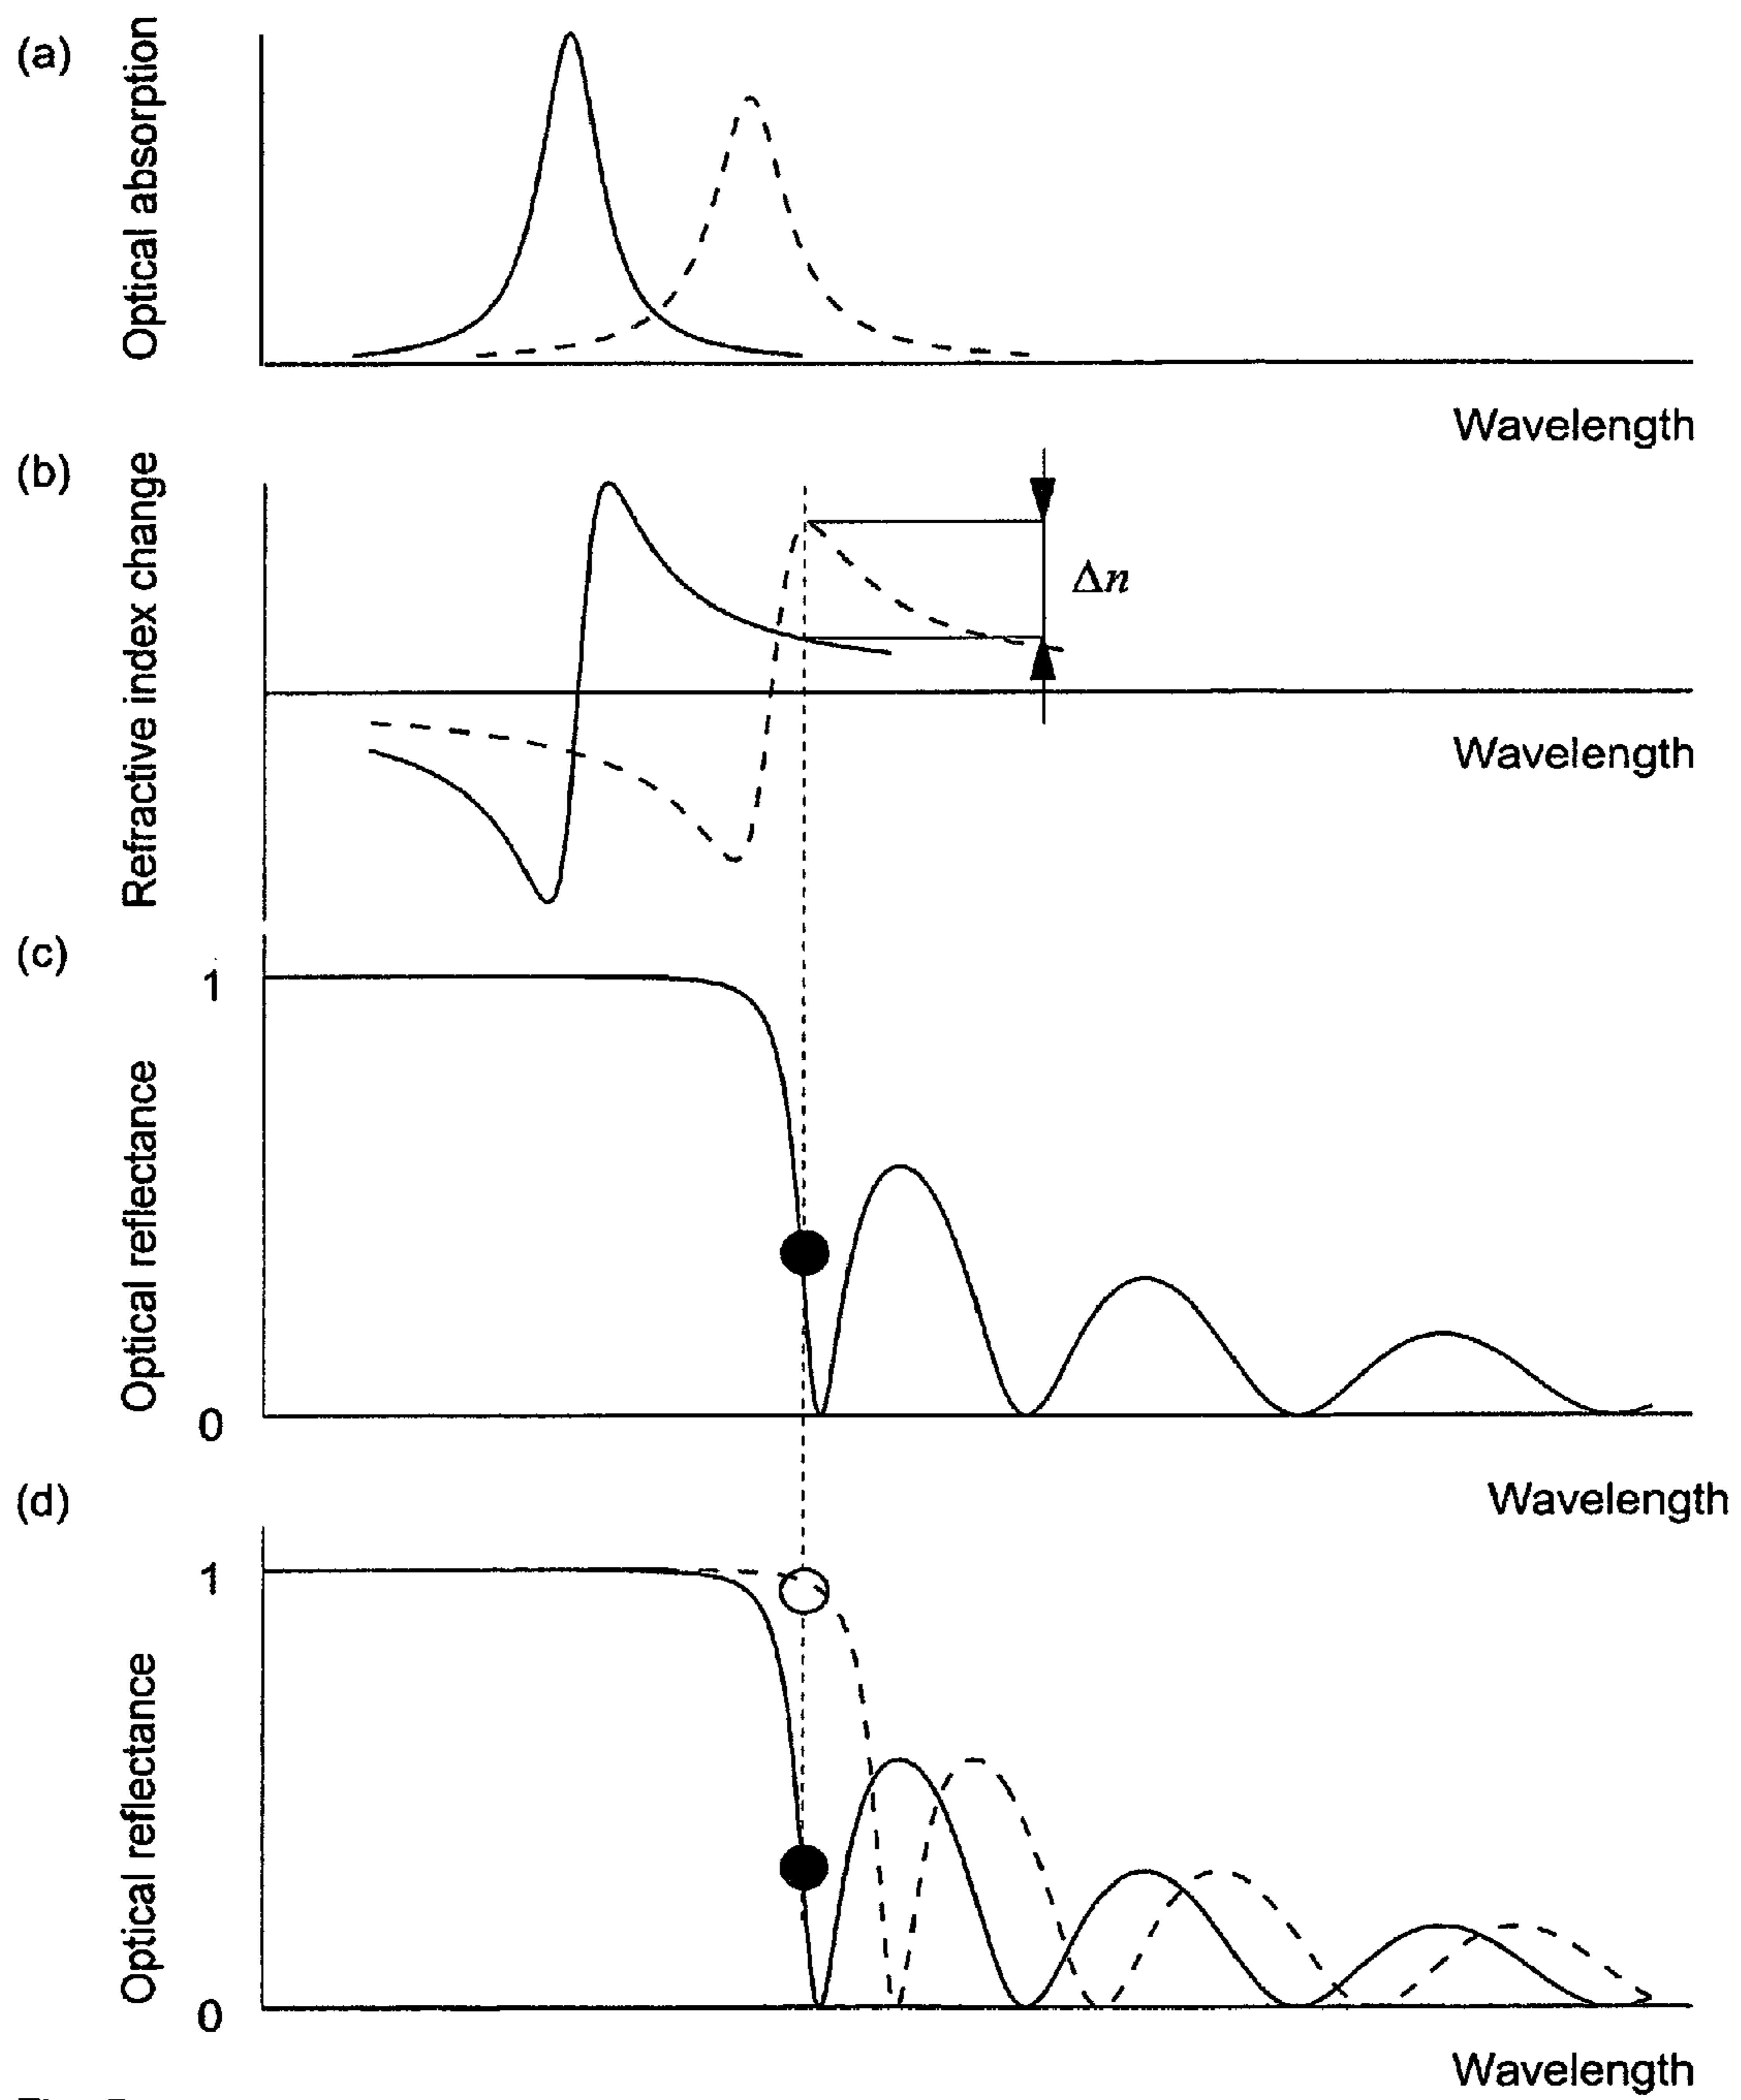 (a)
Optical absorption
Wavelength
(b)
Refractive index change
Δn
Wavelength
(c)
1
Optical reflectance
0
Wavelength
(d)
1
Optical reflectance
0
Wavelength